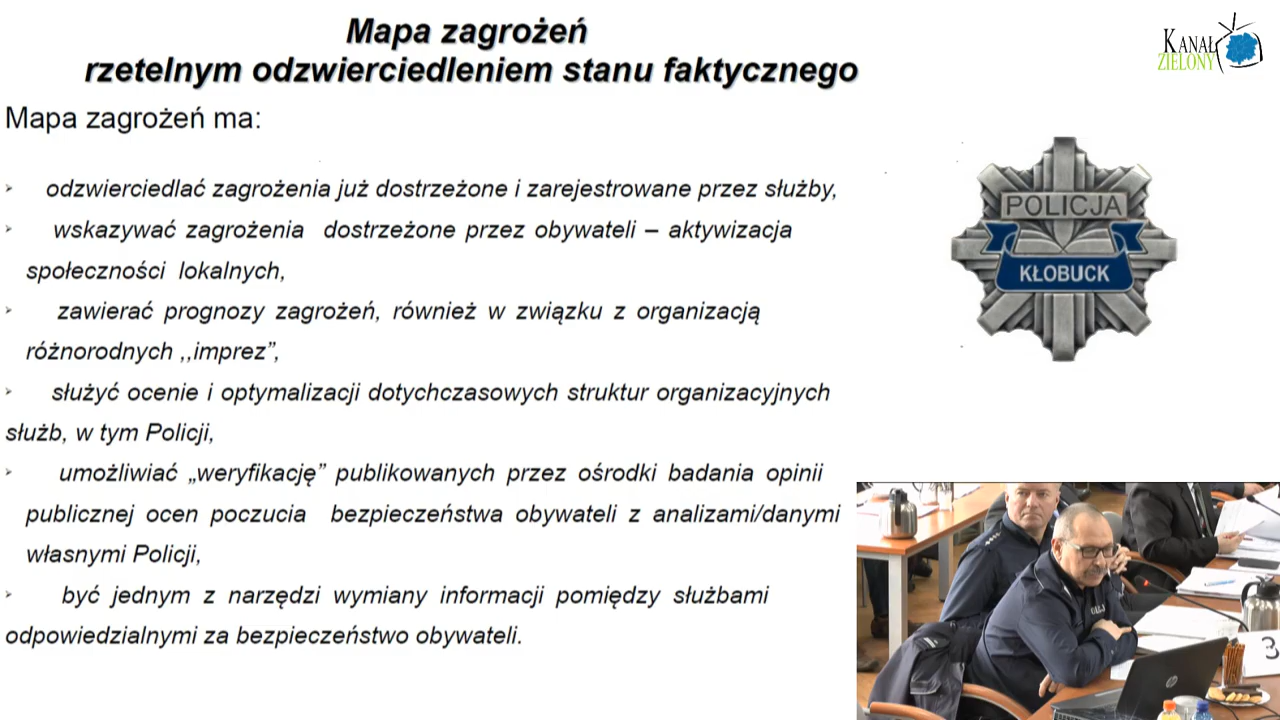 Mapa zagrożeń
rzetelnym odzwierciedleniem stanu faktycznego
KANAŁ
ZIELONY
Mapa zagrożeń ma:
odzwierciedlać zagrożenia już dostrzeżone i zarejestrowane przez służby,
wskazywać zagrożenia dostrzeżone przez obywateli – aktywizacja
społeczności lokalnych,
zawierać prognozy zagrożeń, również w związku z organizacją
różnorodnych ,,imprez”,
służyć ocenie i optymalizacji dotychczasowych struktur organizacyjnych
służb, w tym Policji,
umożliwiać „weryfikację” publikowanych przez ośrodki badania opinii
publicznej ocen poczucia bezpieczeństwa obywateli z analizami/danymi
własnymi Policji,
być jednym z narzędzi wymiany informacji pomiędzy służbami
odpowiedzialnymi za bezpieczeństwo obywateli.
POLICJA
KŁOBUCK
3
hp